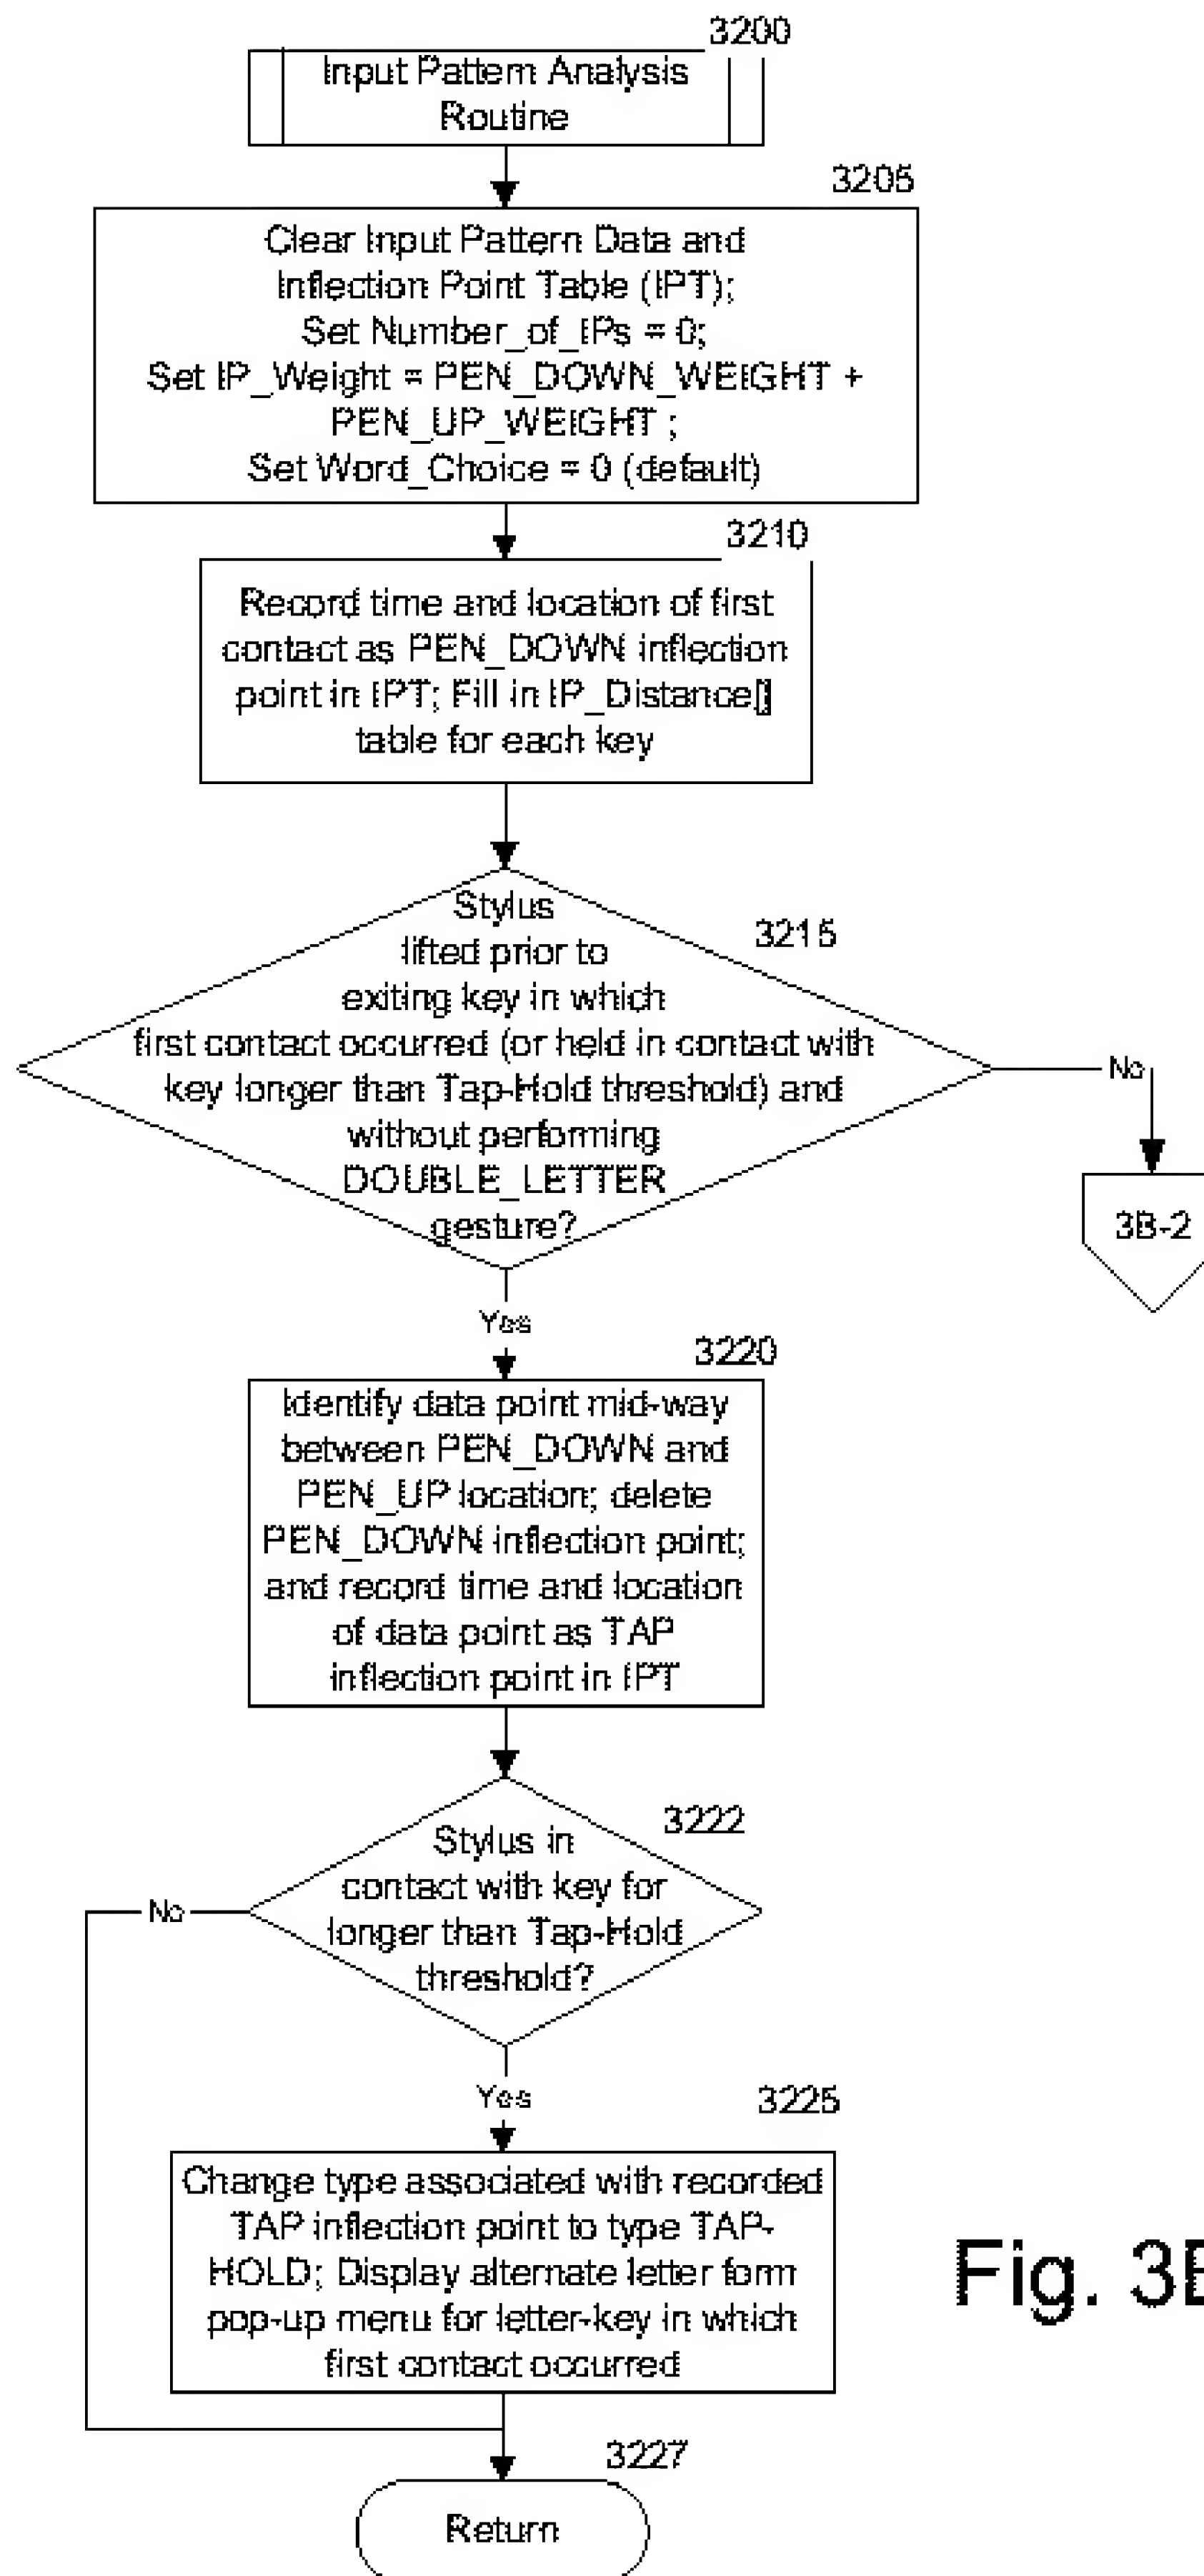 3200
Input Pattern Analysis
Routine
3205
Clear Input Pattern Data and
Inflection Point Table (IPT);
Set Number_of_IPs = 0;
Set IP_Weight = PEN_DOWN_WEIGHT +
PEN_UP_WEIGHT ;
Set Word_Choice = 0 (default)
3210
Record time and location of first
contact as PEN_DOWN inflection
point in IPT; Fill in IP_Distance[]
table for each key
3215
Stylus
lifted prior to
exiting key in which
first contact occurred (or held in contact with
key longer than Tap-Hold threshold) and
without performing
DOUBLE_LETTER
gesture?
No
3B-2
Yes
3220
Identify data point mid-way
between PEN_DOWN and
PEN_UP location; delete
PEN_DOWN inflection point;
and record time and location
of data point as TAP
inflection point in IPT
3222
Stylus in
contact with key for
longer than Tap-Hold
threshold?
No
Yes
3225
Change type associated with recorded
TAP inflection point to type TAP-
HOLD; Display alternate letter form
pop-up menu for letter-key in which
first contact occurred
Fig. 3B
3227
Return